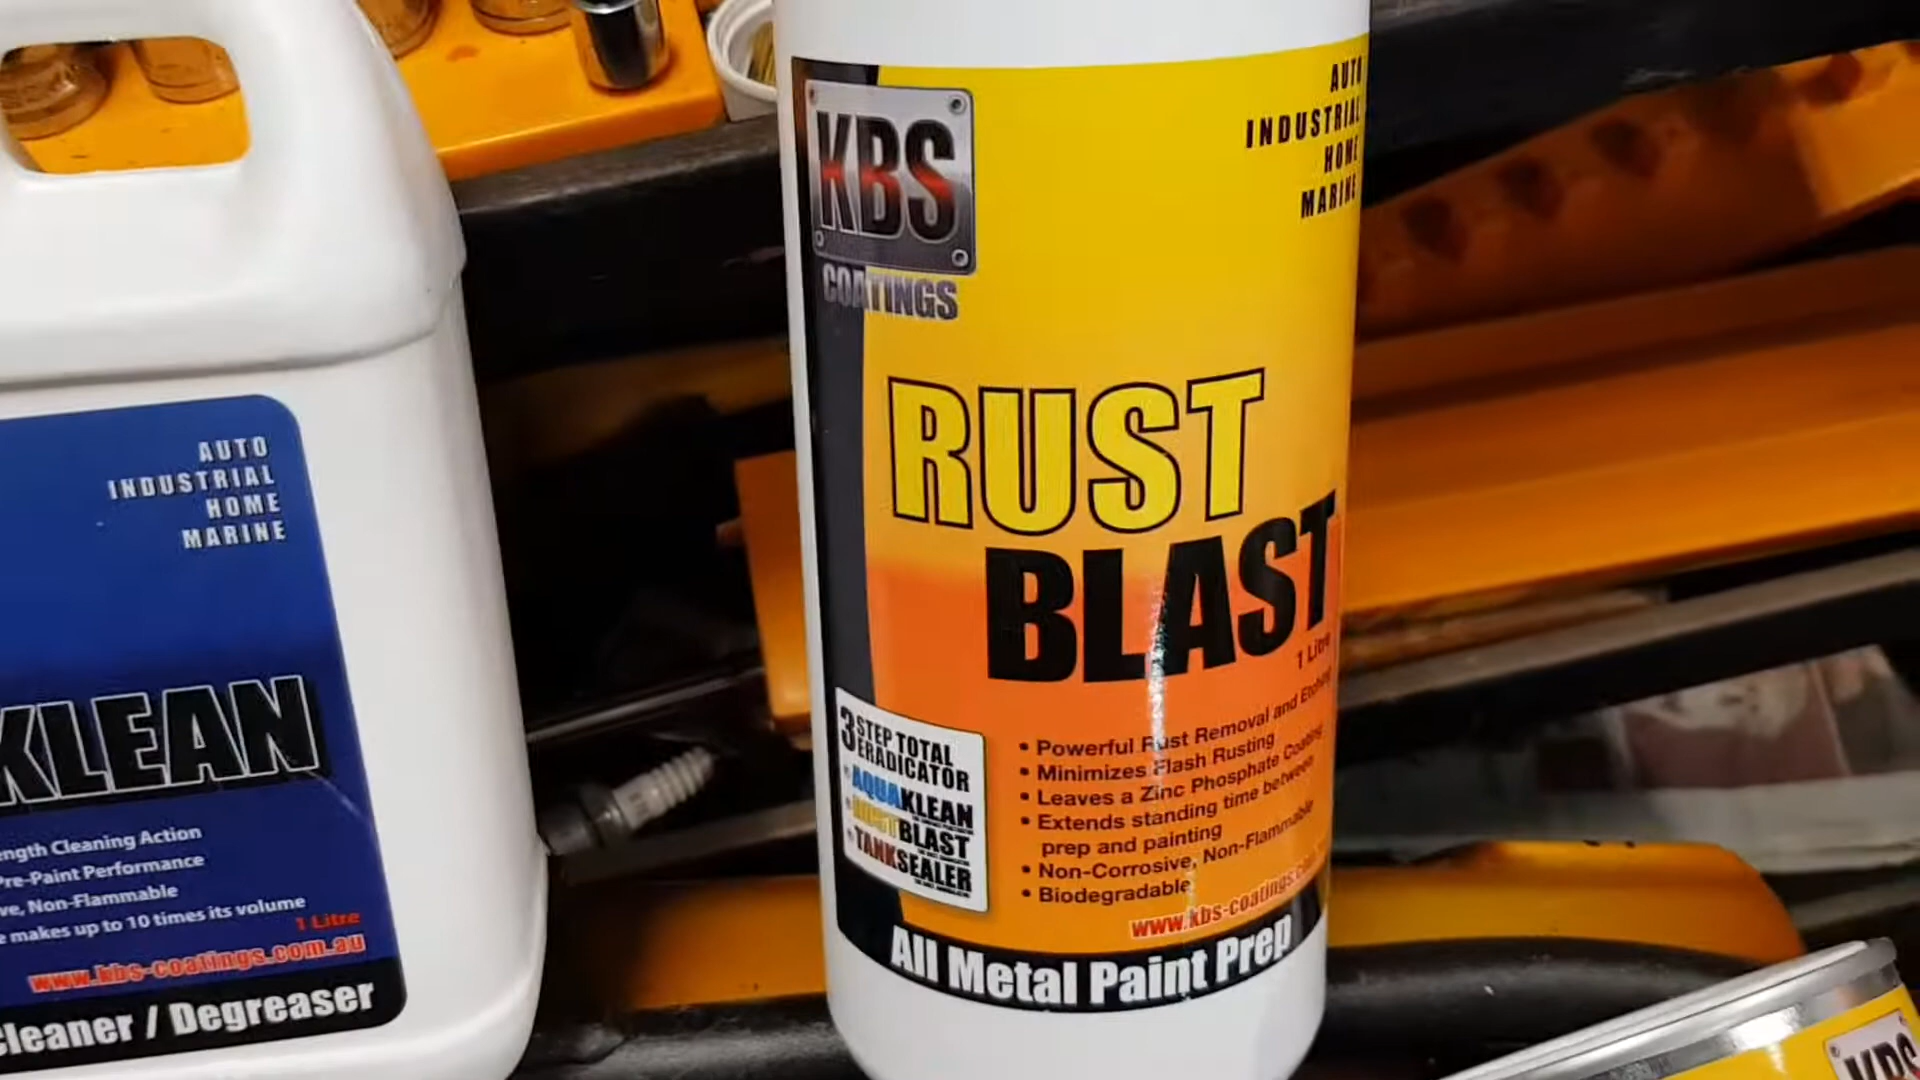 AUTO
INDUSTRIAL
HOME
MARINE
KLEAN
ngth Cleaning Action
Pre-Paint Performance
ve, Non-Flammable
e makes up to 10 times its volume
1 Litre
www.kbs-coatings.com.au
Cleaner / Degreaser
KBS
COATINGS
AUTO
INDUSTRIAL
HOME
MARINE
RUST
BLAST
1 Litre
3 STEP TOTAL
ERADICATOR
• AQUAKLEAN
• RUSTBLAST
• TANKSEALER
• Powerful Rust Removal and Etching
• Minimizes Flash Rusting
• Leaves a Zinc Phosphate Coating
• Extends standing time between
prep and painting
• Non-Corrosive, Non-Flammable
• Biodegradable
www.kbs-coatings.co
All Metal Paint Prep
KBS